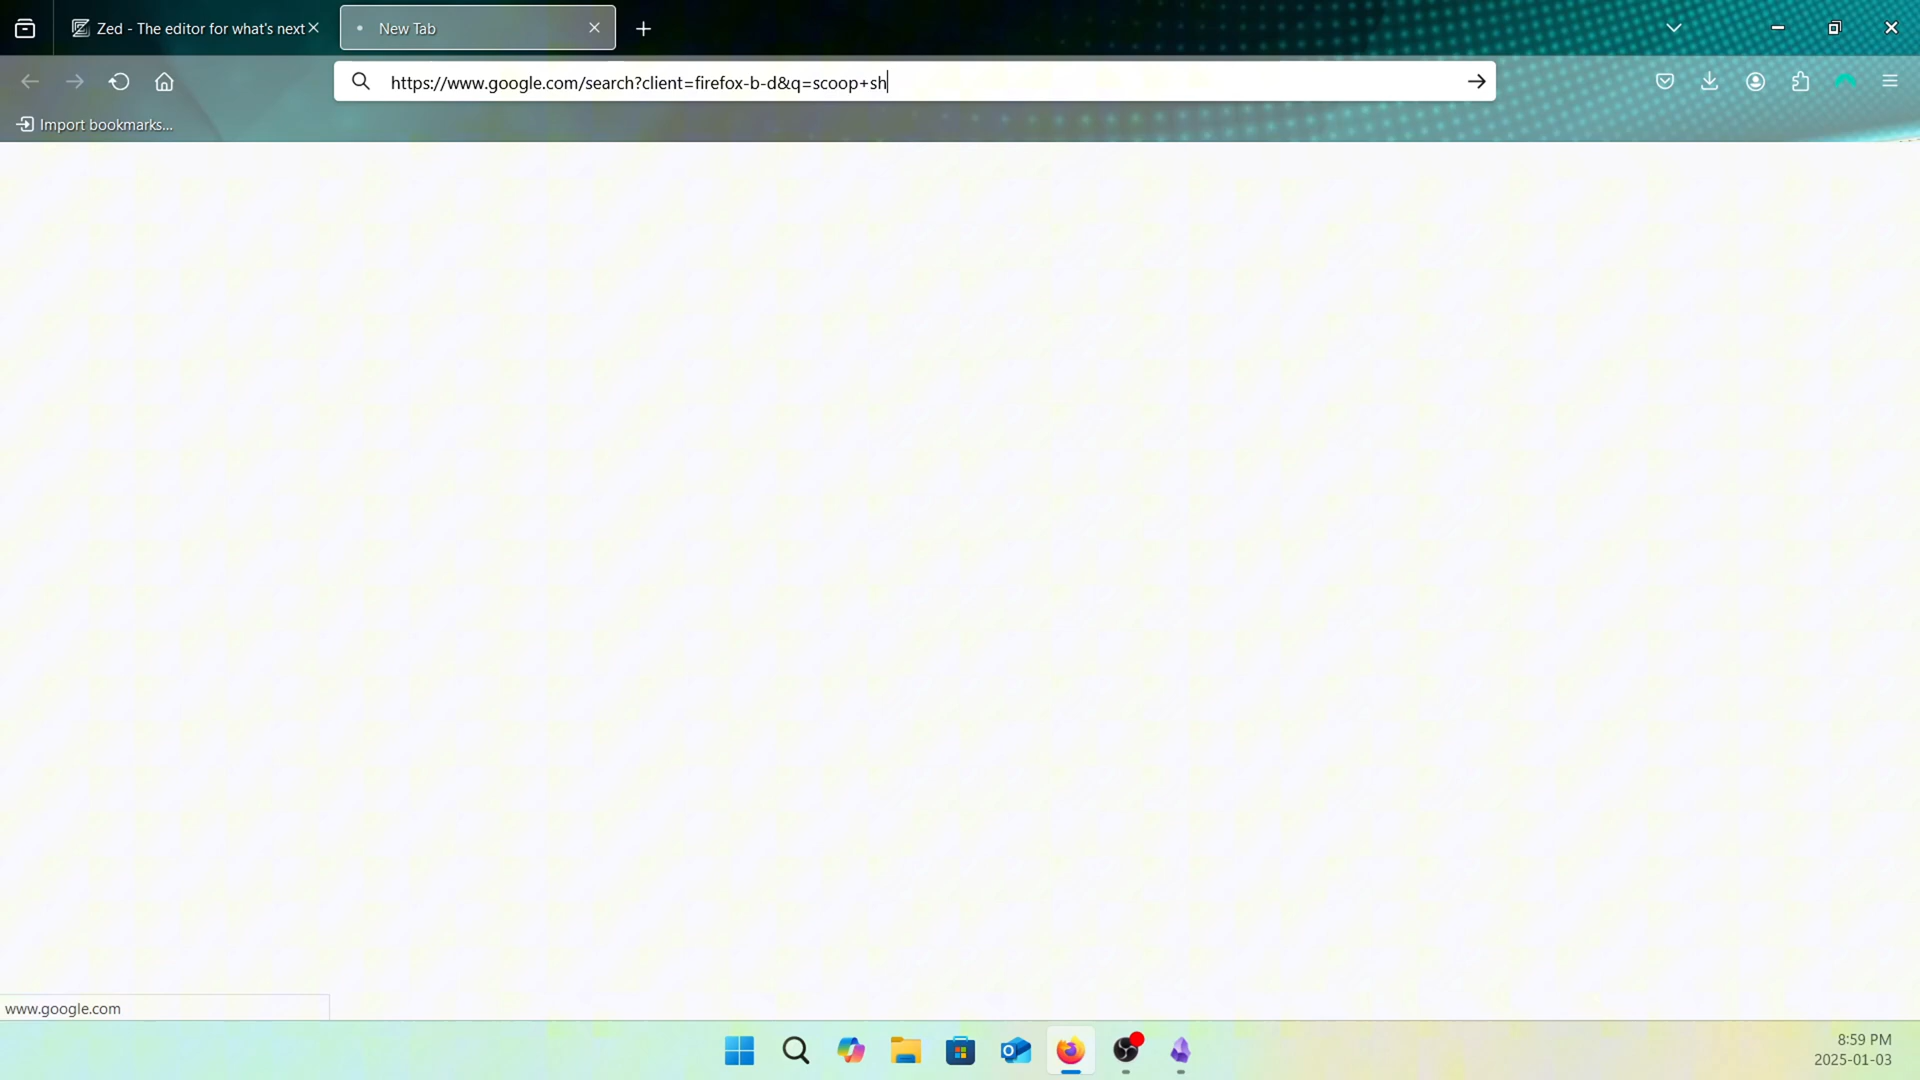 Zed - The editor for what's next
New Tab
https://www.google.com/search?client=firefox-b-d&q=scoop+sh
Import bookmarks...
www.google.com
8:59 PM
2025-01-03